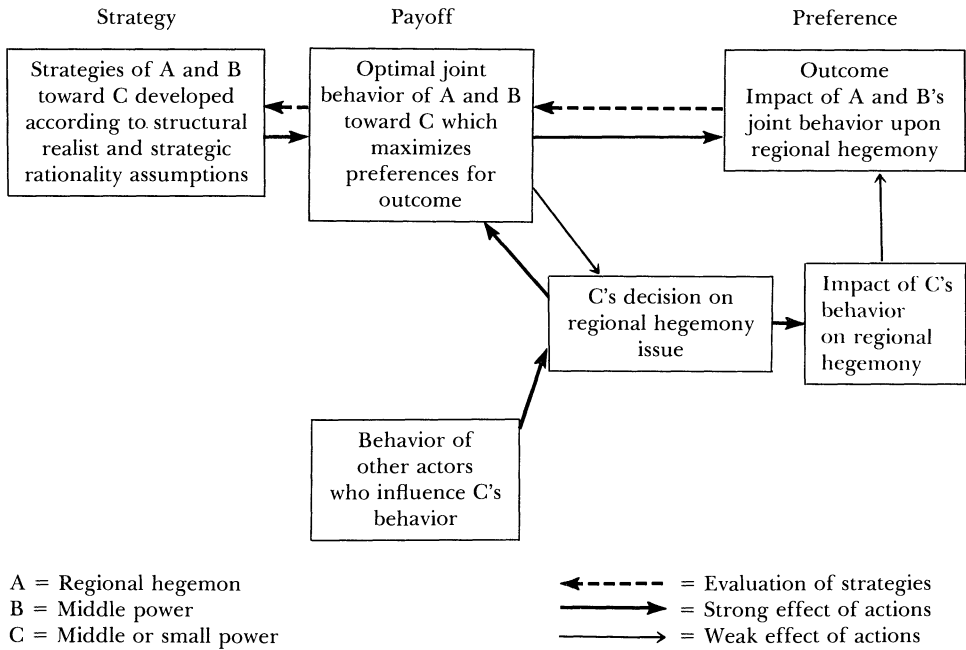 Strategy
Payoff
Preference
Strategies of A and B
toward C developed
according to structural
realist and strategic
rationality assumptions
Optimal joint
behavior of A and B
toward C which
maximizes
preferences for
outcome
Outcome
Impact of A and B's
joint behavior upon
regional hegemony
C's decision on
regional hegemony
issue
Impact of C's
behavior
on regional
hegemony
Behavior of
other actors
who influence C's
behavior
A = Regional hegemon
B = Middle power
C = Middle or small power
= Evaluation of strategies
= Strong effect of actions
= Weak effect of actions